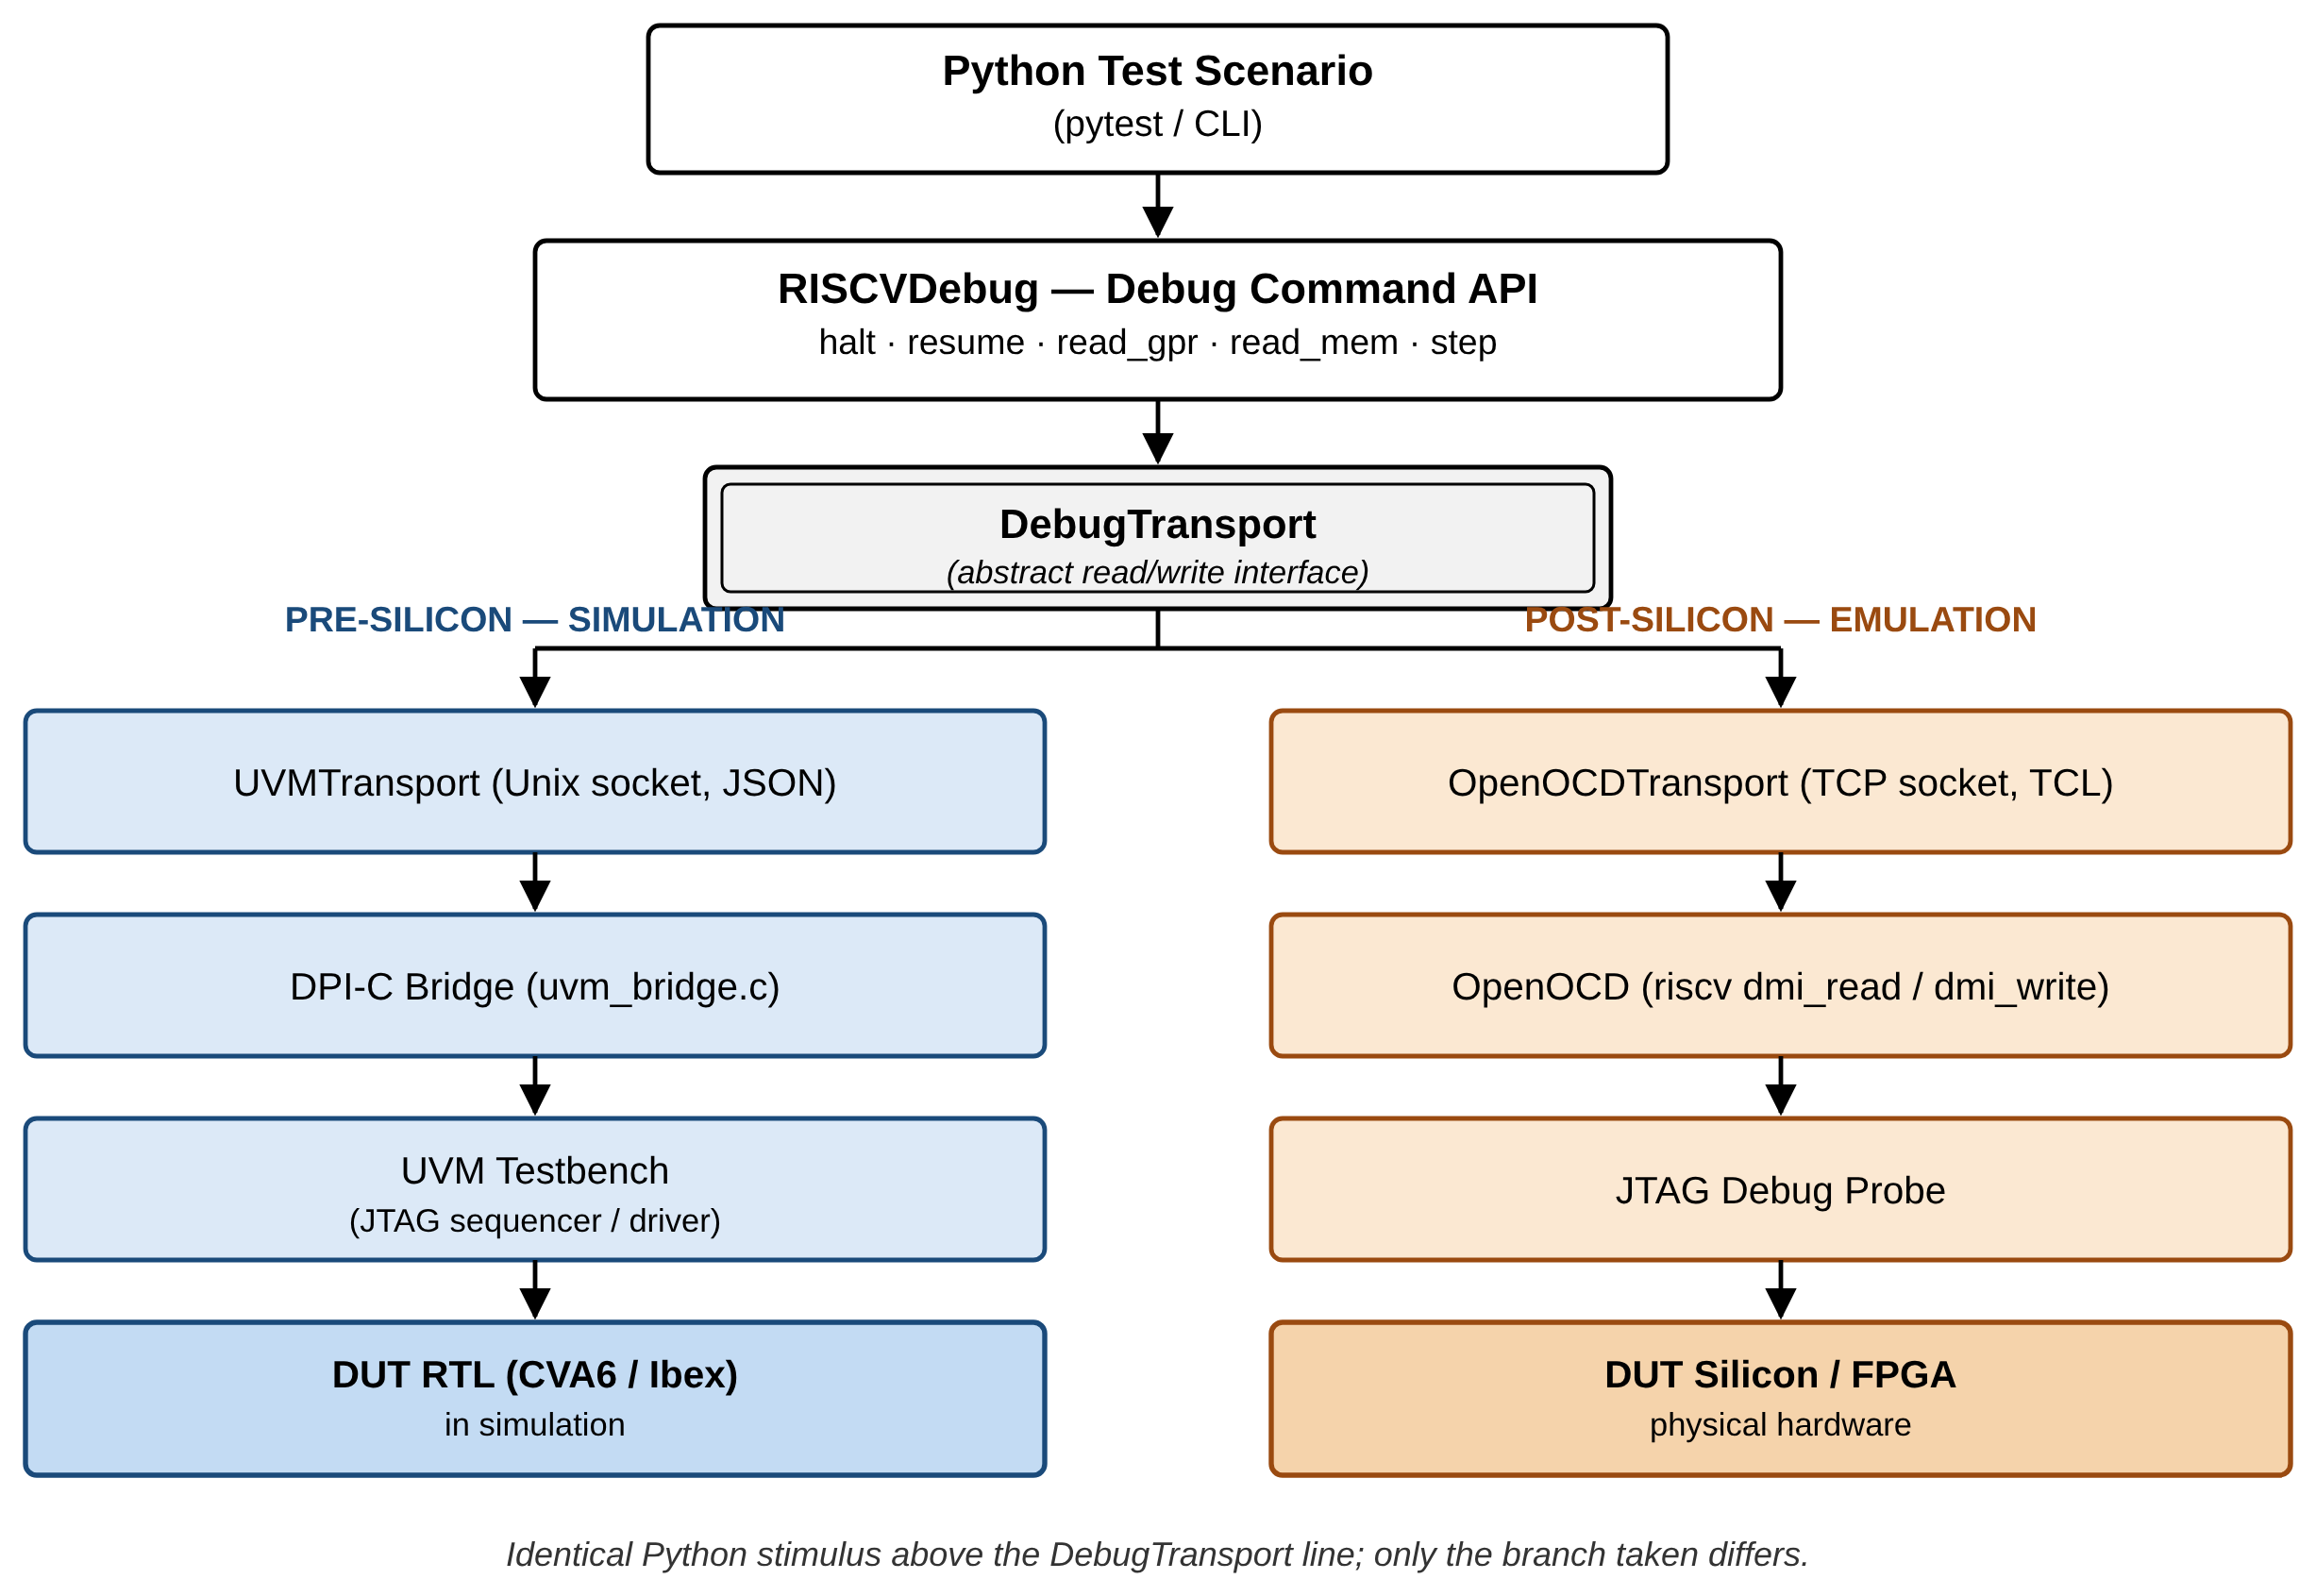 Python Test Scenario
(pytest / CLI)
RISCVDebug — Debug Command API
halt · resume · read_gpr · read_mem · step
DebugTransport
(abstract read/write interface)
PRE-SILICON — SIMULATION
POST-SILICON — EMULATION
UVMTransport (Unix socket, JSON)
OpenOCDTransport (TCP socket, TCL)
DPI-C Bridge (uvm_bridge.c)
OpenOCD (riscv dmi_read / dmi_write)
UVM Testbench
(JTAG sequencer / driver)
JTAG Debug Probe
DUT RTL (CVA6 / Ibex)
in simulation
DUT Silicon / FPGA
physical hardware
Identical Python stimulus above the DebugTransport line; only the branch taken differs.